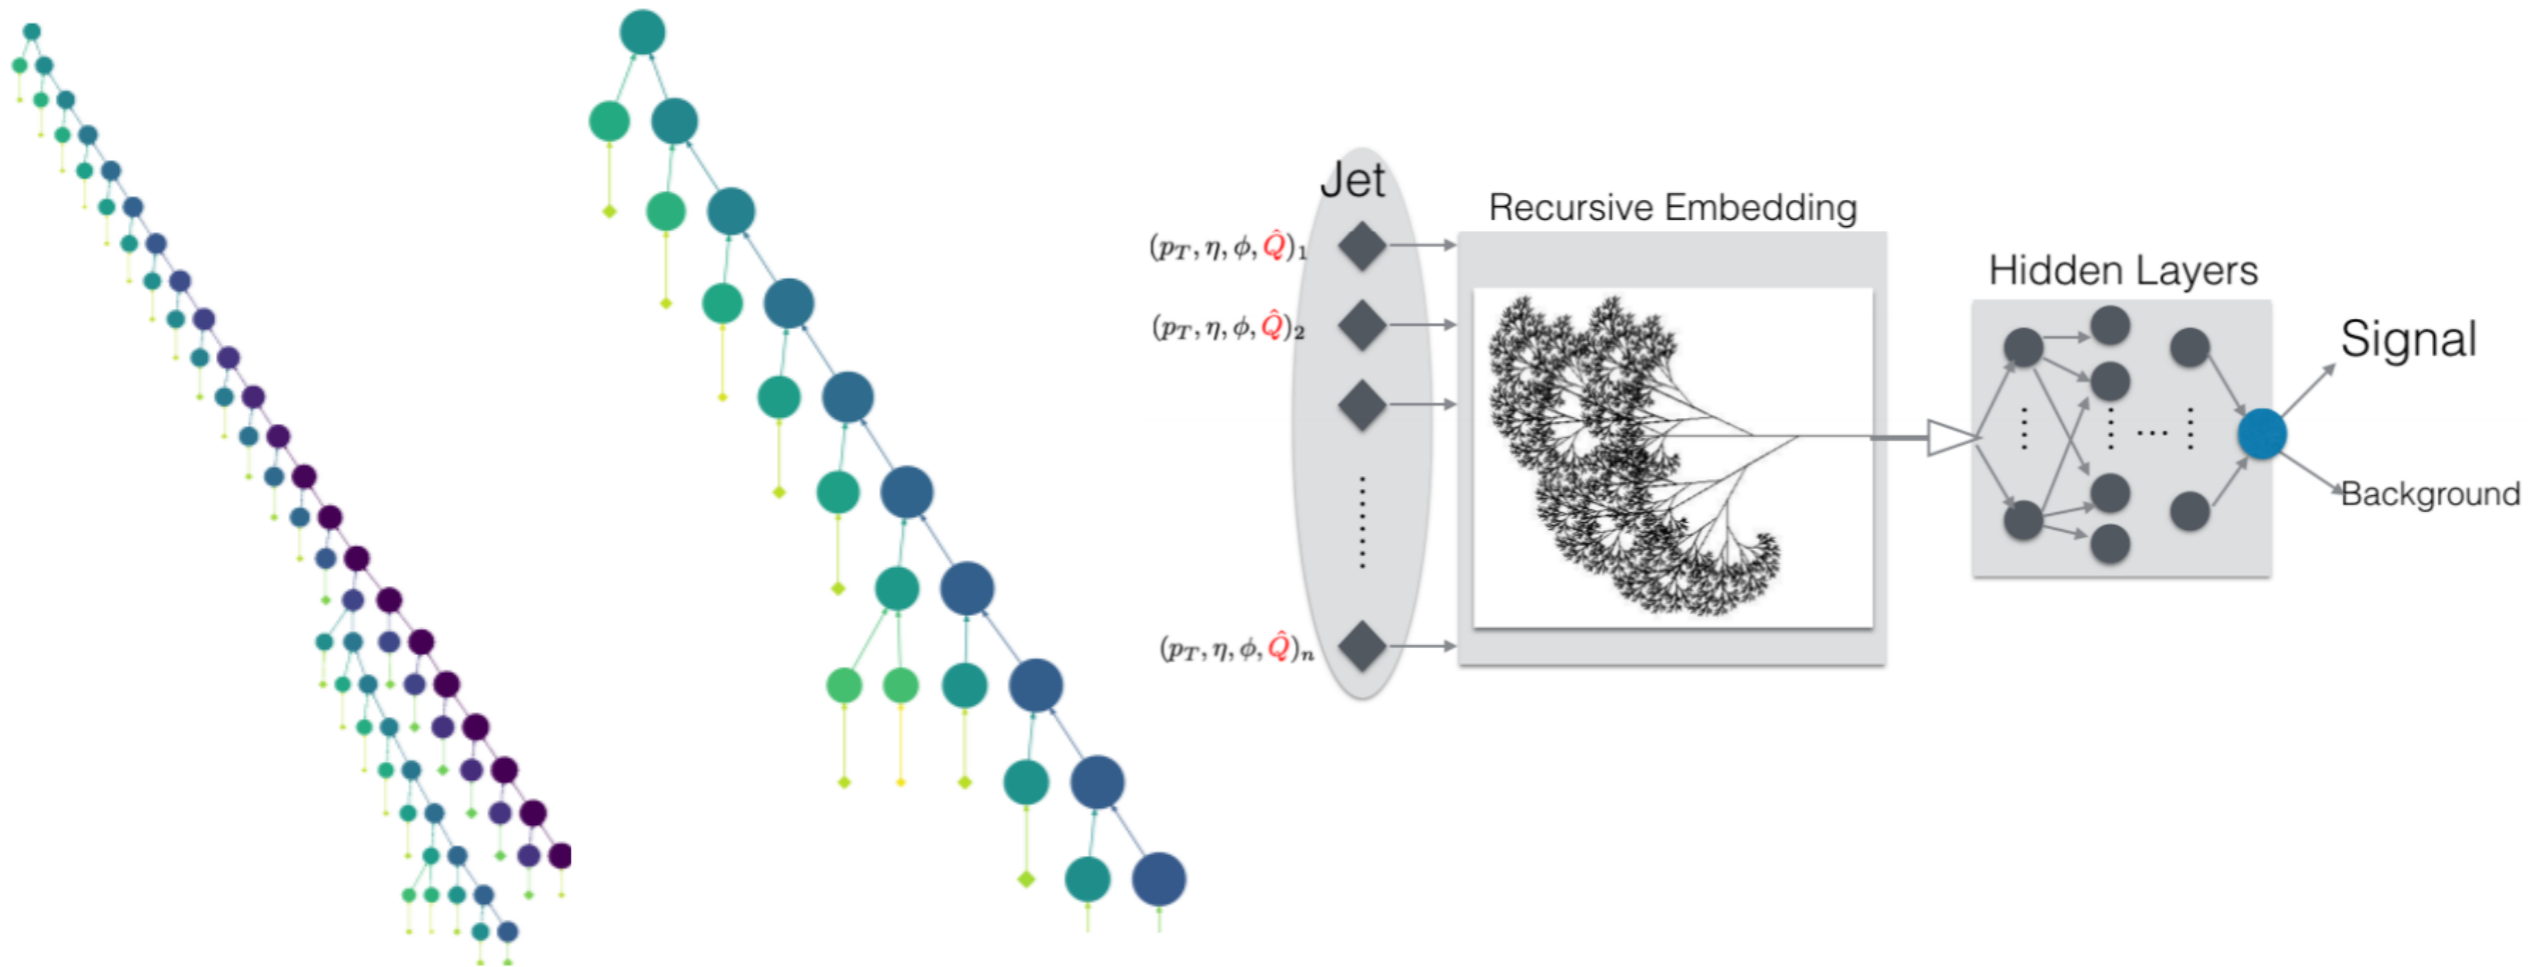 Jet
Recursive Embedding
(p_T, η, ϕ, Q̂)_1
Hidden Layers
(p_T, η, ϕ, Q̂)_2
Signal
Background
(p_T, η, ϕ, Q̂)_n